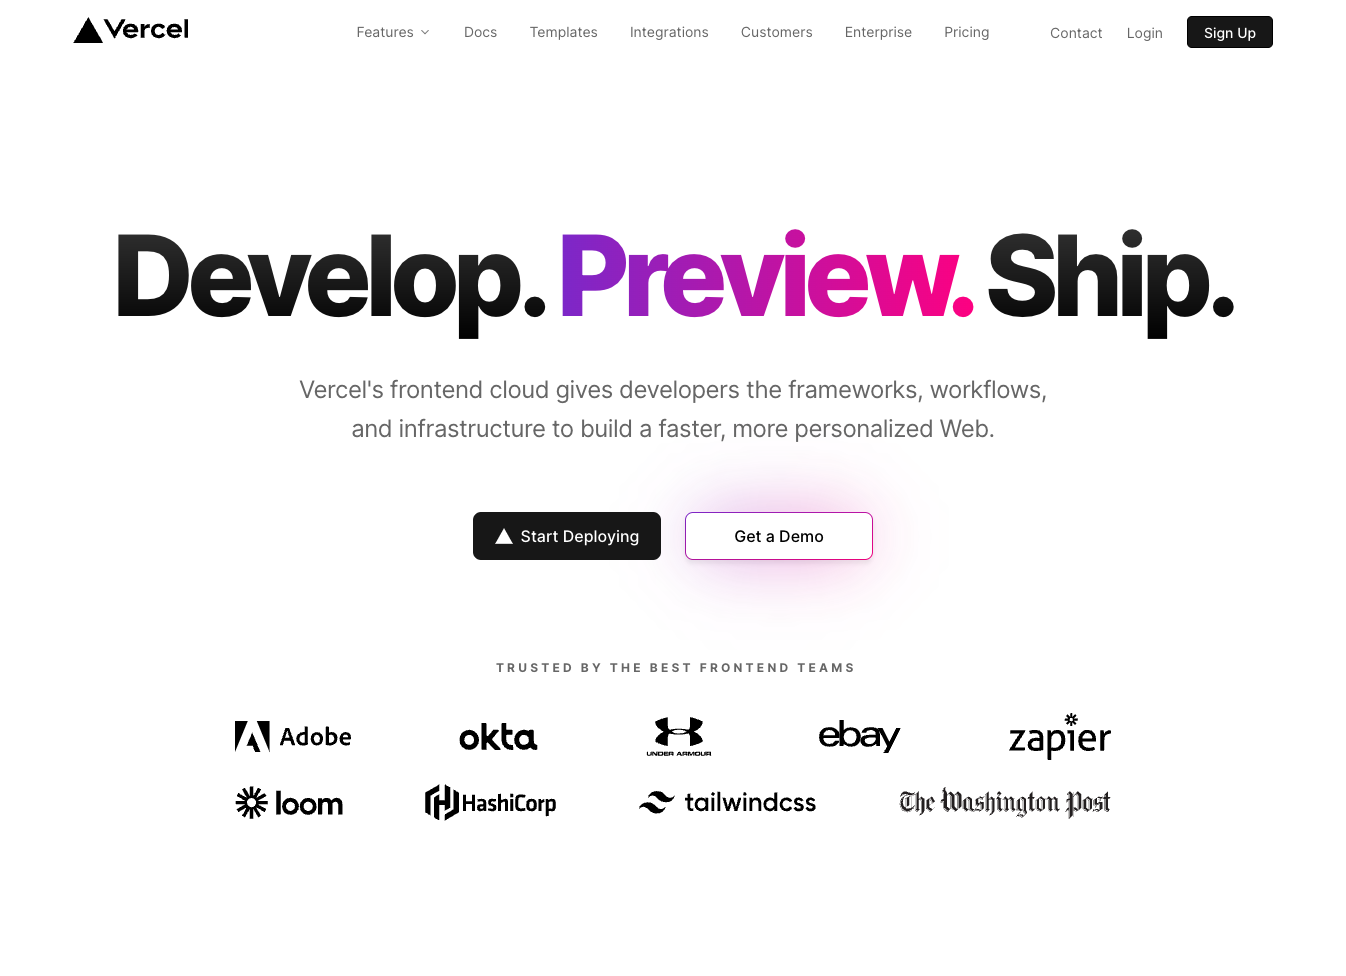 Vercel Features Docs Templates Integrations Customers Enterprise Pricing Contact Login Sign Up
Develop. Preview. Ship.
Vercel's frontend cloud gives developers the frameworks, workflows,
and infrastructure to build a faster, more personalized Web.
Start Deploying Get a Demo
TRUSTED BY THE BEST FRONTEND TEAMS
Adobe okta UNDER ARMOUR ebay zapier
loom HashiCorp tailwindcss The Washington Post